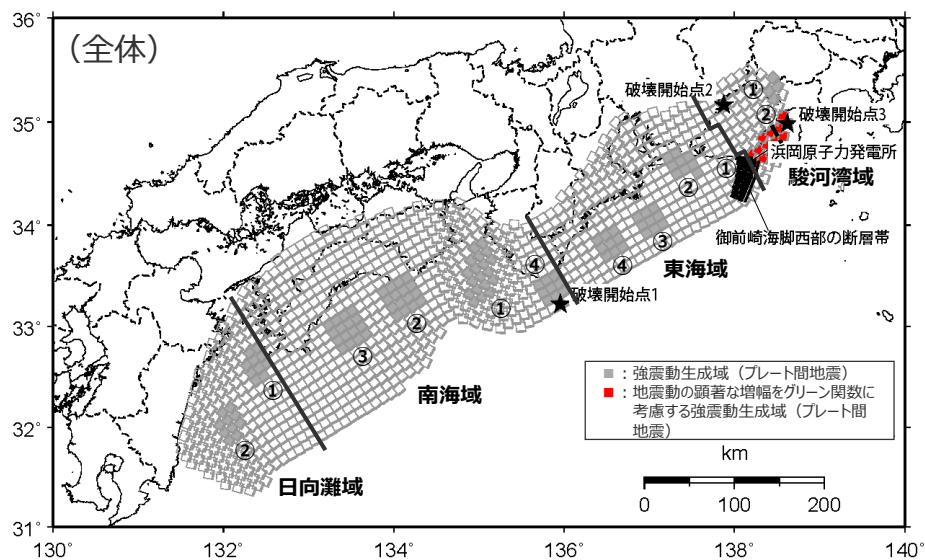 (全体)
36°
35°
34°
33°
32°
31°
130
132
134
136
138
140
破壊開始点2
①
②
破壊開始点3
浜岡原子力発電所
駿河湾域
①
②
御前崎海脚西部の断層帯
③
④
東海域
④
破壊開始点1
①
②
③
南海域
①
②
日向灘域
■：強震動生成域（プレート間地震）
■：地震動の顕著な増幅をグリーン関数に
考慮する強震動生成域（プレート間
地震）
km
0 100 200